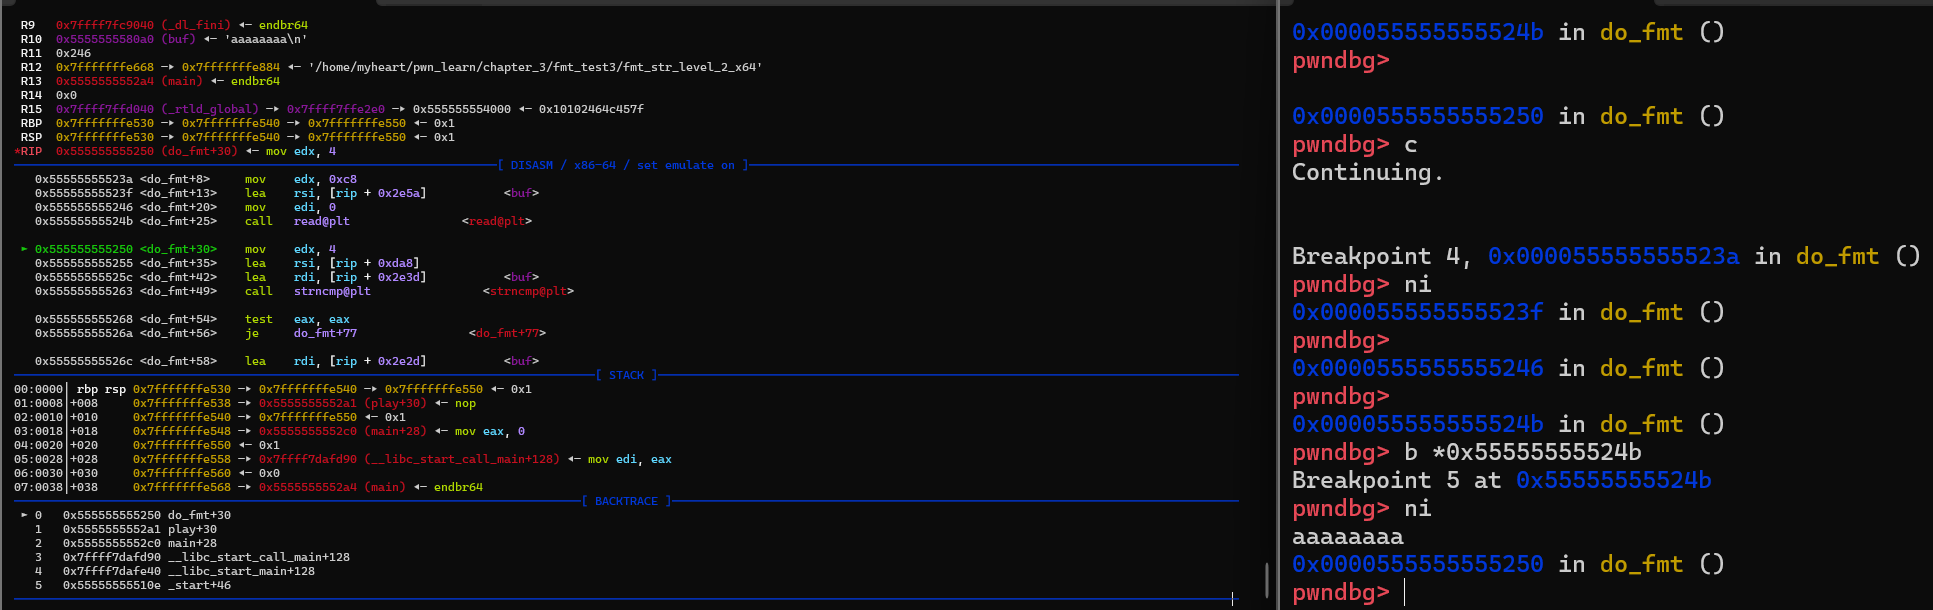 R9   0x7ffff7fc9040 (_dl_fini) ◂— endbr64
R10  0x5555555580a0 (buf) ◂— 'aaaaaaaa\n'
R11  0x246
R12  0x7fffffffe668 —▸ 0x7fffffffe884 ◂— '/home/myheart/pwn_learn/chapter_3/fmt_test3/fmt_str_level_2_x64'
R13  0x5555555552a4 (main) ◂— endbr64
R14  0x0
R15  0x7ffff7ffd040 (_rtld_global) —▸ 0x7ffff7ffe2e0 —▸ 0x555555554000 ◂— 0x10102464c457f
RBP  0x7fffffffe530 —▸ 0x7fffffffe540 —▸ 0x7fffffffe550 ◂— 0x1
RSP  0x7fffffffe530 —▸ 0x7fffffffe540 —▸ 0x7fffffffe550 ◂— 0x1
*RIP  0x555555555250 (do_fmt+30) ◂— mov edx, 4
[ DISASM / x86-64 / set emulate on ]
0x55555555523a <do_fmt+8>     mov    edx, 0xc8
0x55555555523f <do_fmt+13>    lea    rsi, [rip + 0x2e5a]           <buf>
0x555555555246 <do_fmt+20>    mov    edi, 0
0x55555555524b <do_fmt+25>    call   read@plt                <read@plt>
► 0x555555555250 <do_fmt+30>    mov    edx, 4
0x555555555255 <do_fmt+35>    lea    rsi, [rip + 0xda8]
0x55555555525c <do_fmt+42>    lea    rdi, [rip + 0x2e3d]           <buf>
0x555555555263 <do_fmt+49>    call   strncmp@plt                <strncmp@plt>
0x555555555268 <do_fmt+54>    test   eax, eax
0x55555555526a <do_fmt+56>    je     do_fmt+77                <do_fmt+77>
0x55555555526c <do_fmt+58>    lea    rdi, [rip + 0x2e2d]           <buf>
[ STACK ]
00:0000│ rbp rsp 0x7fffffffe530 —▸ 0x7fffffffe540 —▸ 0x7fffffffe550 ◂— 0x1
01:0008│+008     0x7fffffffe538 —▸ 0x5555555552a1 (play+30) ◂— nop
02:0010│+010     0x7fffffffe540 —▸ 0x7fffffffe550 ◂— 0x1
03:0018│+018     0x7fffffffe548 —▸ 0x5555555552c0 (main+28) ◂— mov eax, 0
04:0020│+020     0x7fffffffe550 ◂— 0x1
05:0028│+028     0x7fffffffe558 —▸ 0x7ffff7dafd90 (__libc_start_call_main+128) ◂— mov edi, eax
06:0030│+030     0x7fffffffe560 ◂— 0x0
07:0038│+038     0x7fffffffe568 —▸ 0x5555555552a4 (main) ◂— endbr64
[ BACKTRACE ]
► 0   0x555555555250 do_fmt+30
1   0x5555555552a1 play+30
2   0x5555555552c0 main+28
3   0x7ffff7dafd90 __libc_start_call_main+128
4   0x7ffff7dafe40 __libc_start_main+128
5   0x55555555510e _start+46
0x000055555555524b in do_fmt ()
pwndbg>
0x0000555555555250 in do_fmt ()
pwndbg> c
Continuing.
Breakpoint 4, 0x000055555555523a in do_fmt ()
pwndbg> ni
0x000055555555523f in do_fmt ()
pwndbg>
0x0000555555555246 in do_fmt ()
pwndbg>
0x000055555555524b in do_fmt ()
pwndbg> b *0x55555555524b
Breakpoint 5 at 0x55555555524b
pwndbg> ni
aaaaaaaa
0x0000555555555250 in do_fmt ()
pwndbg>